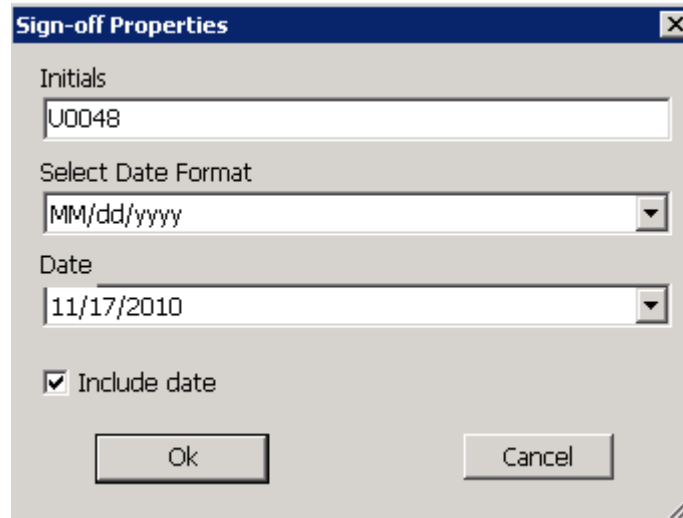 Sign-off Properties
Initials
U0048
Select Date Format
MM/dd/yyyy
Date
11/17/2010
Include date
Ok
Cancel